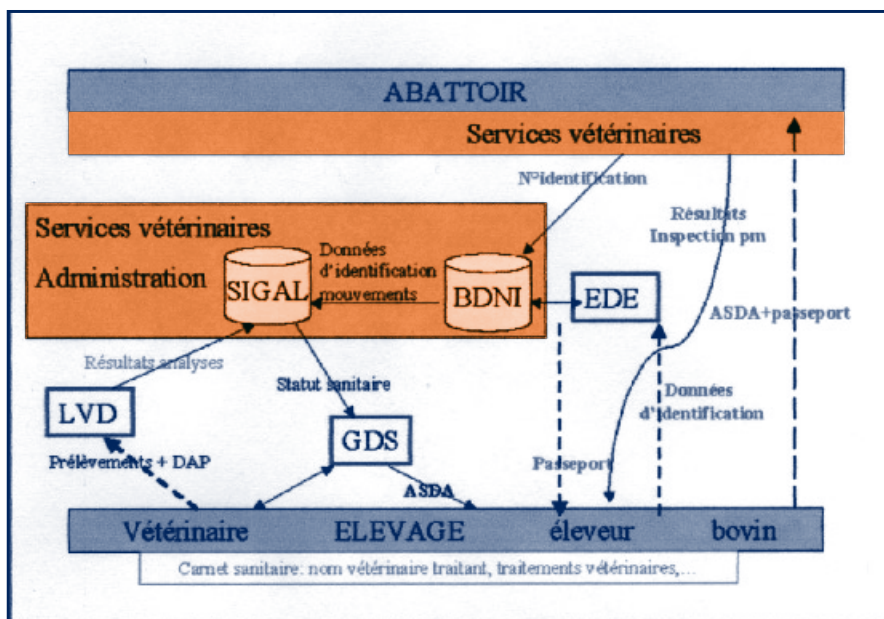 ABATTOIR
Services vétérinaires
N°identification
Résultats
Inspection pm
Services vétérinaires
Administration
Données
d'identification
mouvements
SIGAL
BDNI
EDE
ASDA+passeport
Résultats analyses
Statut sanitaire
Données
d'identification
LVD
GDS
Prélèvements + DAP
Passeport
ASDA
Vétérinaire
ELEVAGE
éleveur
bovin
Carnet sanitaire: nom vétérinaire traitant, traitements vétérinaires,...